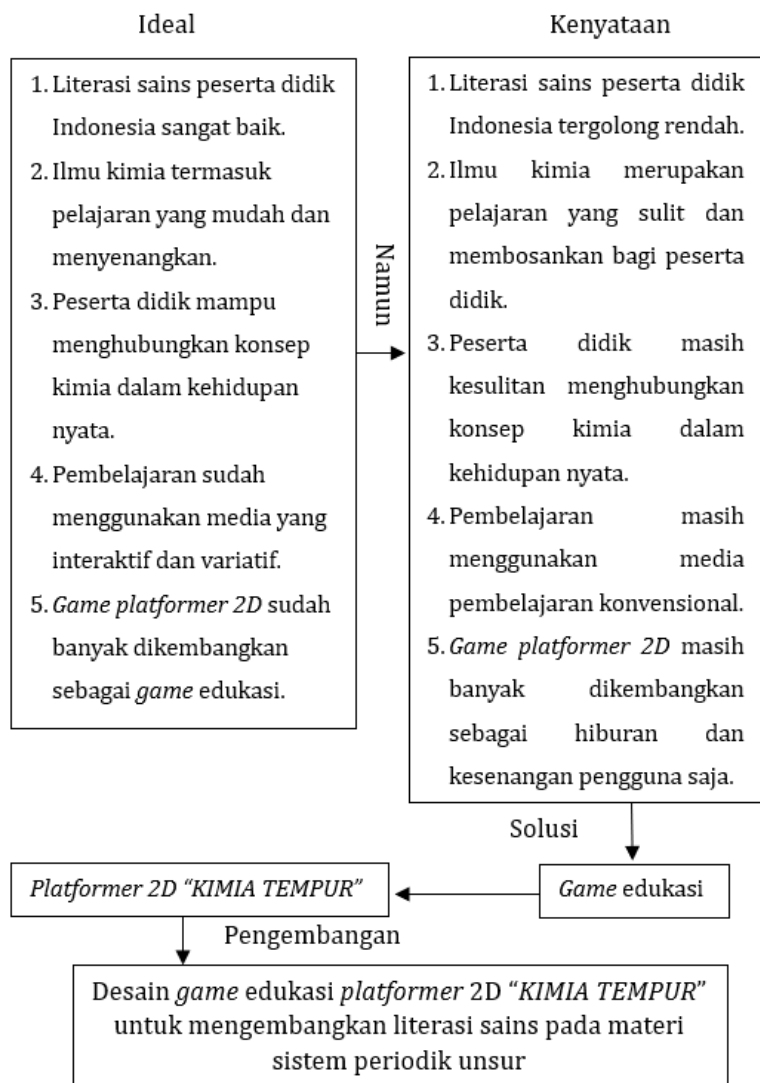 Ideal
1. Literasi sains peserta didik
Indonesia sangat baik.
2. Ilmu kimia termasuk
pelajaran yang mudah dan
menyenangkan.
3. Peserta didik mampu
menghubungkan konsep
kimia dalam kehidupan
nyata.
4. Pembelajaran sudah
menggunakan media yang
interaktif dan variatif.
5. Game platformer 2D sudah
banyak dikembangkan
sebagai game edukasi.
Namun
Kenyataan
1. Literasi sains peserta didik
Indonesia tergolong rendah.
2. Ilmu kimia merupakan
pelajaran yang sulit dan
membosankan bagi peserta
didik.
3. Peserta didik masih
kesulitan menghubungkan
konsep kimia dalam
kehidupan nyata.
4. Pembelajaran masih
menggunakan media
pembelajaran konvensional.
5. Game platformer 2D masih
banyak dikembangkan
sebagai hiburan dan
kesenangan pengguna saja.
Solusi
Game edukasi
Platformer 2D “KIMIA TEMPUR”
Pengembangan
Desain game edukasi platformer 2D “KIMIA TEMPUR”
untuk mengembangkan literasi sains pada materi
sistem periodik unsur